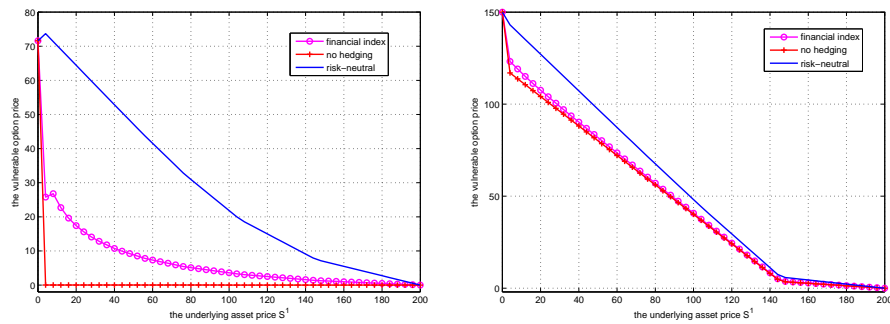 80
70
60
50
40
30
20
10
0
the vulnerable option price
financial index
no hedging
risk−neutral
0 20 40 60 80 100 120 140 160 180 200
the underlying asset price S¹
150
100
50
0
the vulnerable option price
financial index
no hedging
risk−neutral
0 20 40 60 80 100 120 140 160 180 200
the underlying asset price S¹